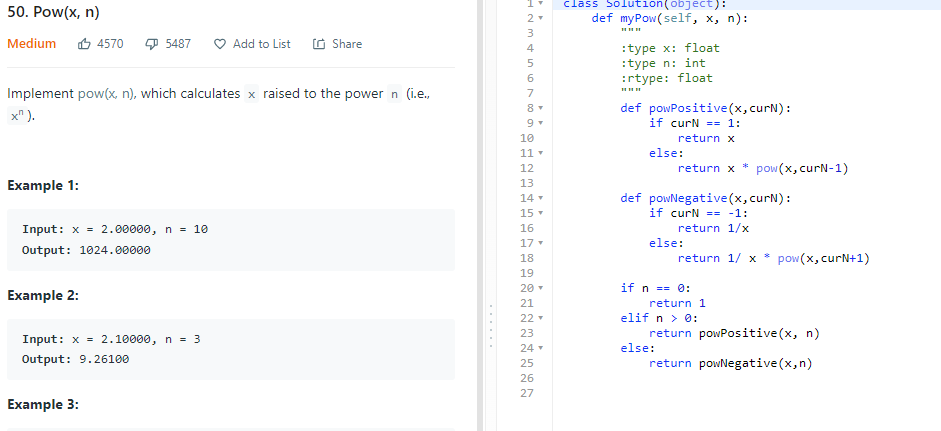 50. Pow(x, n)
Medium 4570 5487 Add to List Share
Implement pow(x, n), which calculates x raised to the power n (i.e.,
xⁿ ).
Example 1:
Input: x = 2.00000, n = 10
Output: 1024.00000
Example 2:
Input: x = 2.10000, n = 3
Output: 9.26100
Example 3:
1 class Solution(object):
2 def myPow(self, x, n):
3 """
4 :type x: float
5 :type n: int
6 :rtype: float
7 """
8 def powPositive(x,curN):
9 if curN == 1:
10 return x
11 else:
12 return x * pow(x,curN-1)
13
14 def powNegative(x,curN):
15 if curN == -1:
16 return 1/x
17 else:
18 return 1/ x * pow(x,curN+1)
19
20 if n == 0:
21 return 1
22 elif n > 0:
23 return powPositive(x, n)
24 else:
25 return powNegative(x,n)
26
27